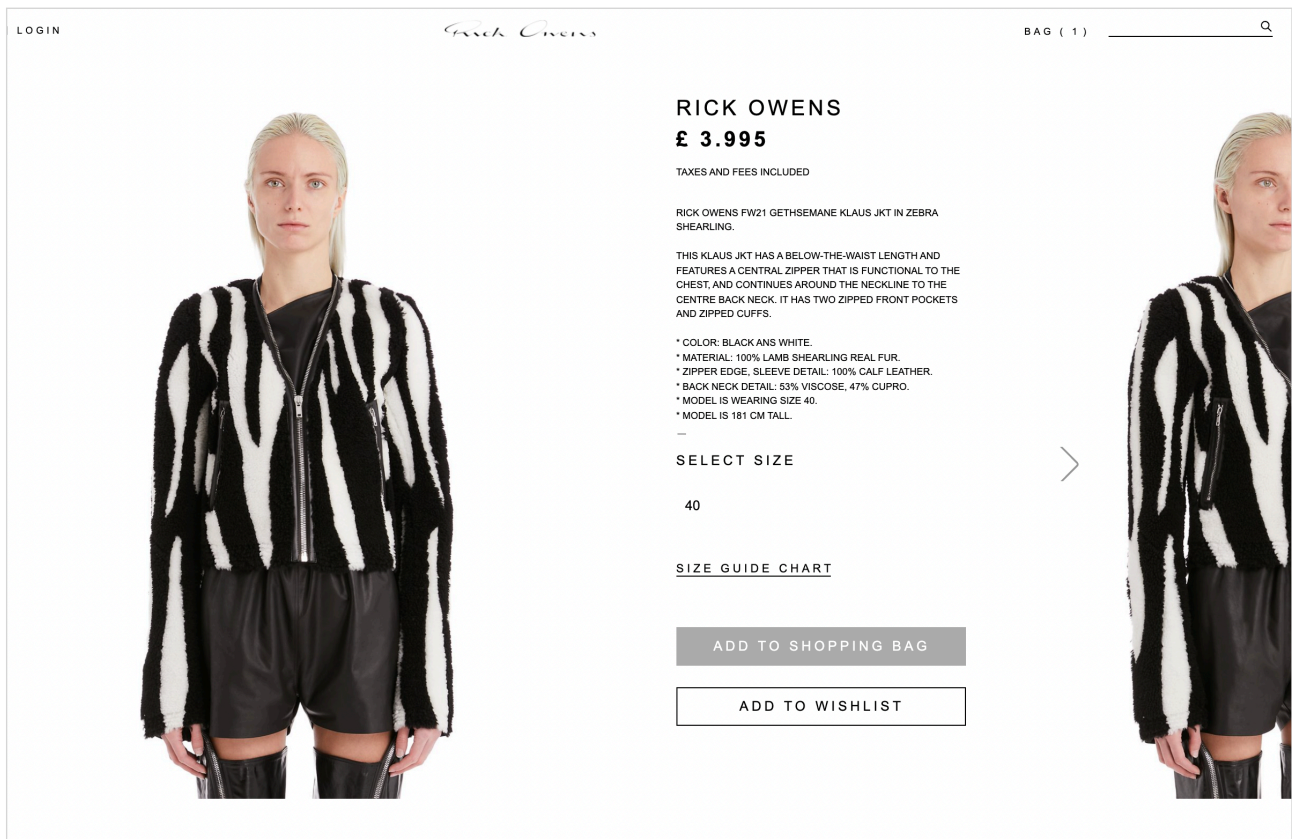 LOGIN
Rick Owens
BAG ( 1 )
RICK OWENS
£ 3.995
TAXES AND FEES INCLUDED
RICK OWENS FW21 GETHSEMANE KLAUS JKT IN ZEBRA
SHEARLING.
THIS KLAUS JKT HAS A BELOW-THE-WAIST LENGTH AND
FEATURES A CENTRAL ZIPPER THAT IS FUNCTIONAL TO THE
CHEST, AND CONTINUES AROUND THE NECKLINE TO THE
CENTRE BACK NECK. IT HAS TWO ZIPPED FRONT POCKETS
AND ZIPPED CUFFS.
* COLOR: BLACK ANS WHITE.
* MATERIAL: 100% LAMB SHEARLING REAL FUR.
* ZIPPER EDGE, SLEEVE DETAIL: 100% CALF LEATHER.
* BACK NECK DETAIL: 53% VISCOSE, 47% CUPRO.
* MODEL IS WEARING SIZE 40.
* MODEL IS 181 CM TALL.
—
SELECT SIZE
40
SIZE GUIDE CHART
ADD TO SHOPPING BAG
ADD TO WISHLIST